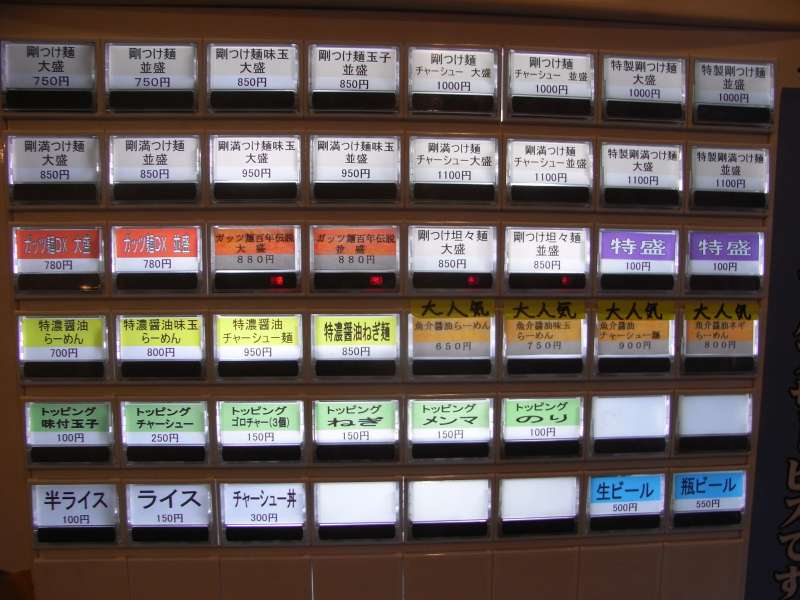 剛つけ麺
大盛
750円
剛つけ麺
並盛
750円
剛つけ麺味玉
大盛
850円
剛つけ麺玉子
並盛
850円
剛つけ麺
チャーシュー 大盛
1000円
剛つけ麺
チャーシュー 並盛
1000円
特製剛つけ麺
大盛
1000円
特製剛つけ麺
並盛
1000円
剛満つけ麺
大盛
850円
剛満つけ麺
並盛
850円
剛満つけ麺味玉
大盛
950円
剛満つけ麺味玉
並盛
950円
剛満つけ麺
チャーシュー大盛
1100円
剛満つけ麺
チャーシュー並盛
1100円
特製剛満つけ麺
大盛
1100円
特製剛満つけ麺
並盛
1100円
ガッツ麺DX 大盛
780円
ガッツ麺DX 並盛
780円
ガッツ麺百年伝説
大盛
880円
ガッツ麺百年伝説
並盛
880円
剛つけ坦々麺
大盛
850円
剛つけ坦々麺
並盛
850円
特盛
100円
特盛
100円
特濃醤油
らーめん
700円
特濃醤油味玉
らーめん
800円
特濃醤油
チャーシュー麺
950円
特濃醤油ねぎ麺
850円
大人気
魚介醤油らーめん
650円
大人気
魚介醤油味玉
らーめん
750円
大人気
魚介醤油
チャーシュー麺
900円
大人気
魚介醤油ネギ
らーめん
800円
トッピング
味付玉子
100円
トッピング
チャーシュー
250円
トッピング
ゴロチャー(3個)
150円
トッピング
ねぎ
150円
トッピング
メンマ
150円
トッピング
のり
100円
半ライス
100円
ライス
150円
チャーシュー丼
300円
生ビール
500円
瓶ビール
550円